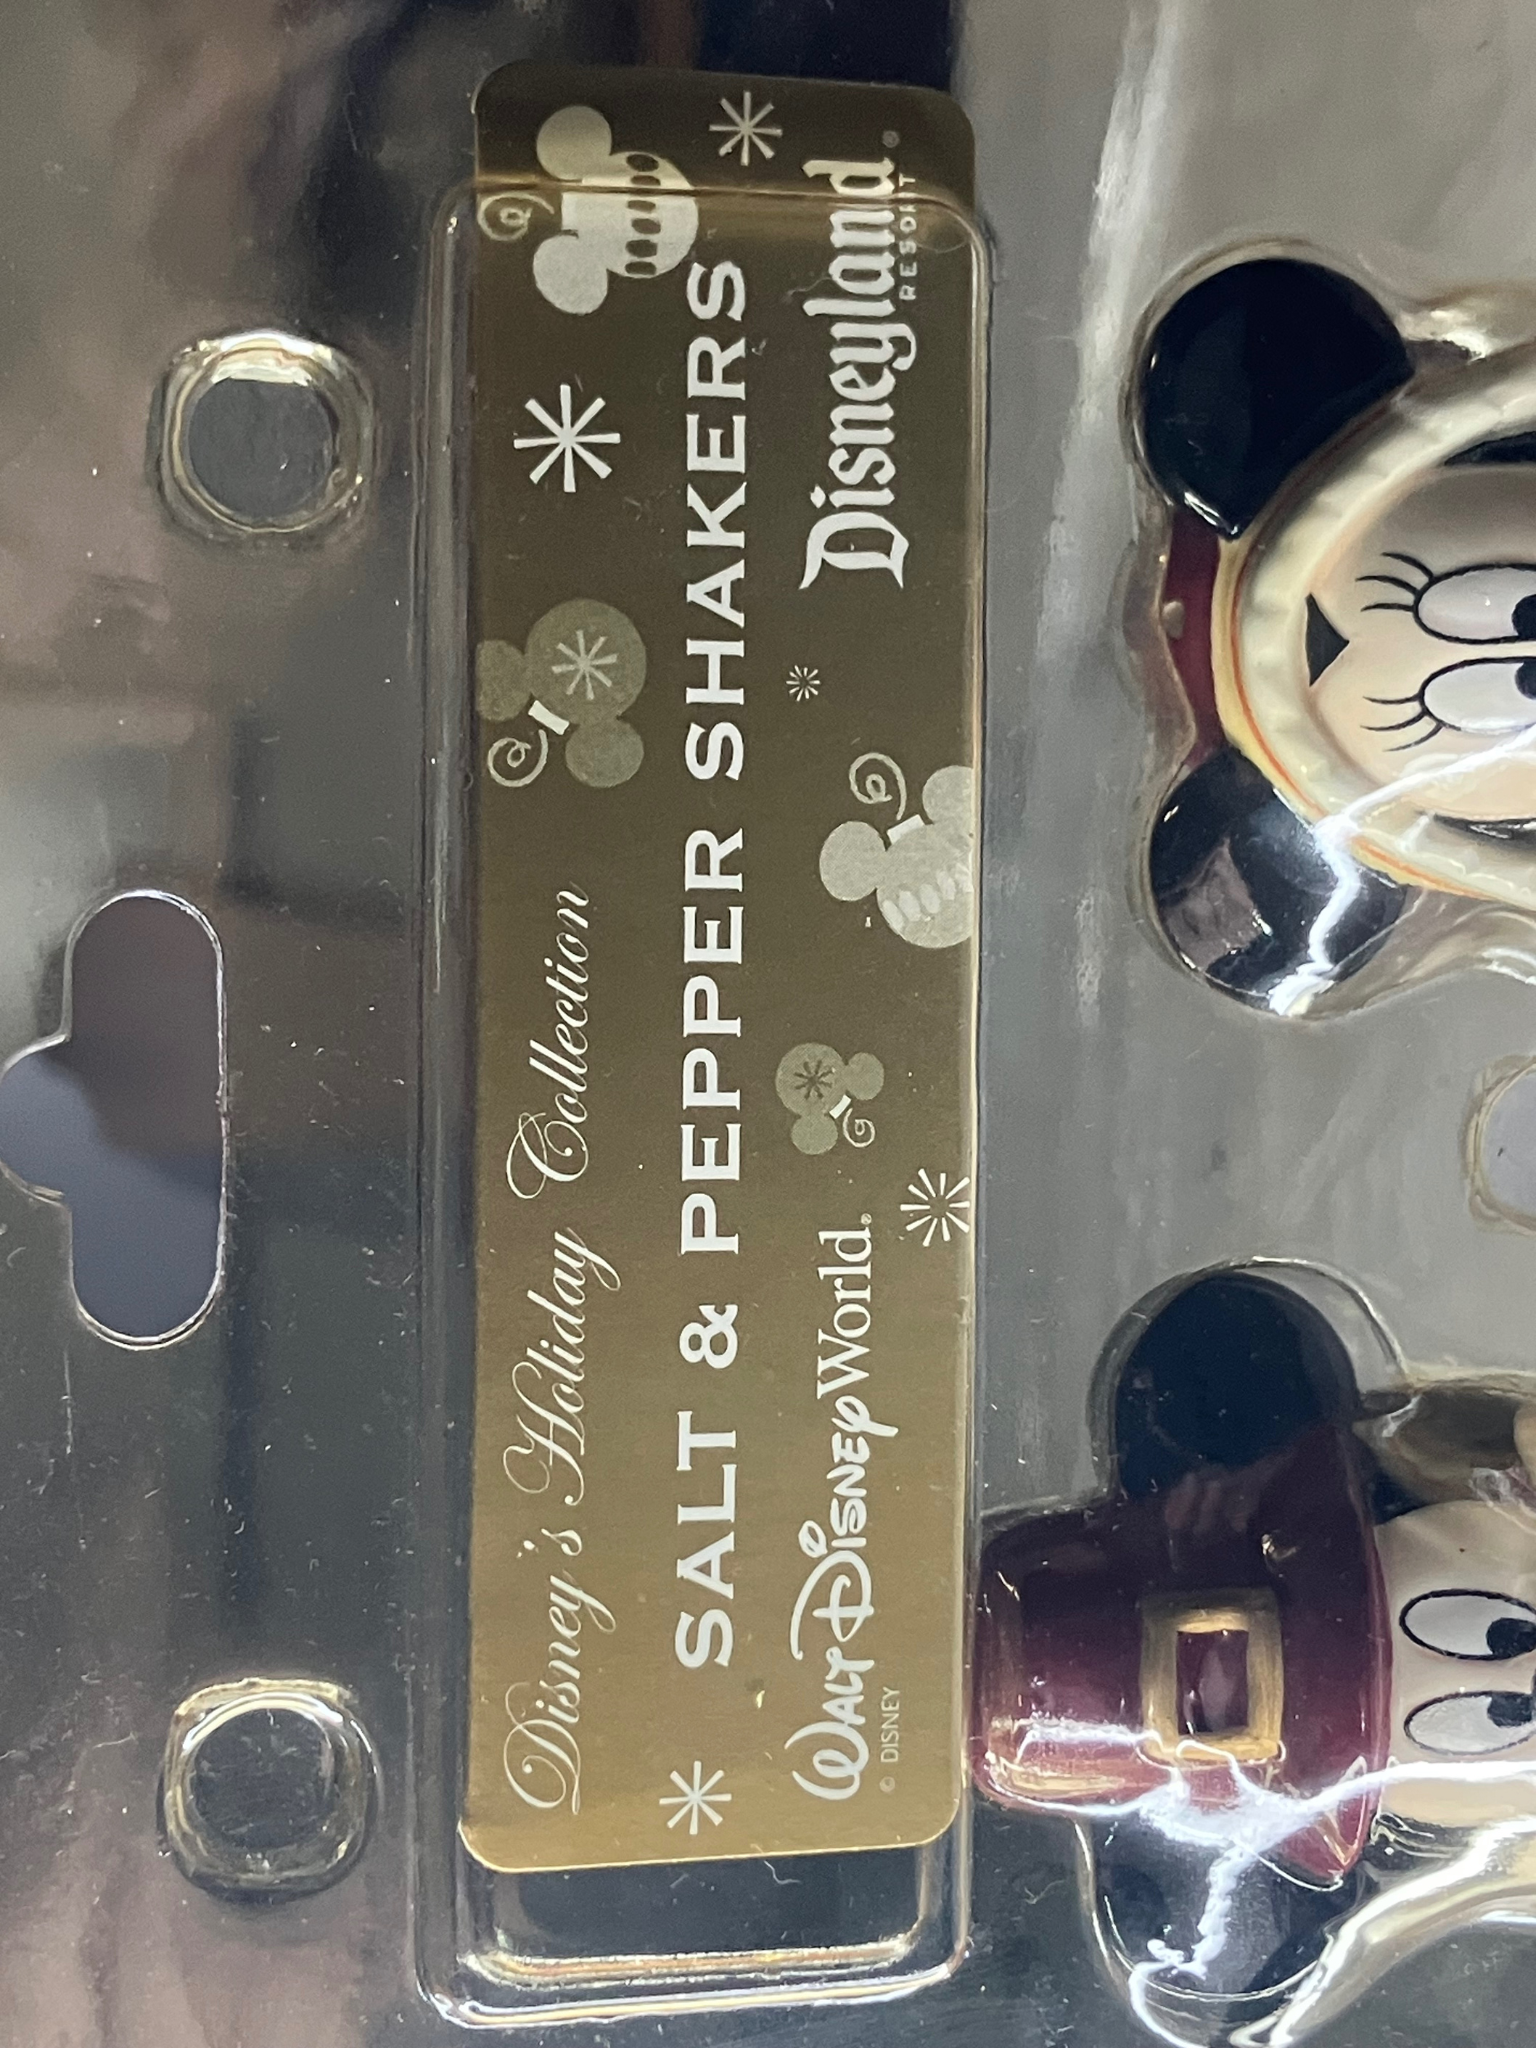 Disney's Holiday Collection
SALT & PEPPER SHAKERS
WALT DISNEY World® Disneyland®
RESORT
© DISNEY